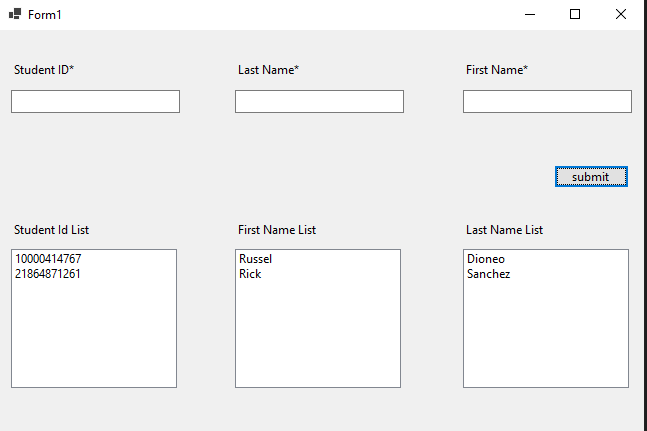 Form1
Student ID* Last Name* First Name*
submit
Student Id List First Name List Last Name List
10000414767 Russel Dioneo
21864871261 Rick Sanchez